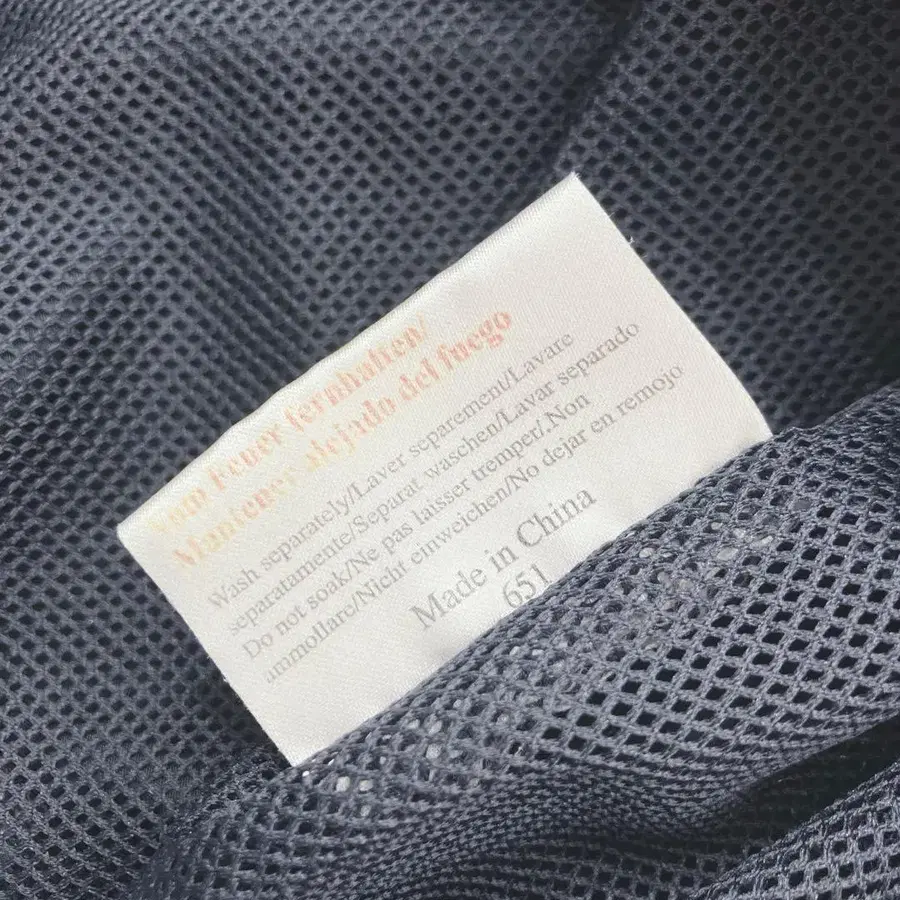 Vom Feuer fernhalten/
Mantener alejado del fuego
Wash separately/Laver separement/Lavare
separatamente/Separat waschen/Lavar separado
Do not soak/Ne pas laisser tremper/.Non
ammollare/Nicht einweichen/No dejar en remojo
Made in China
651